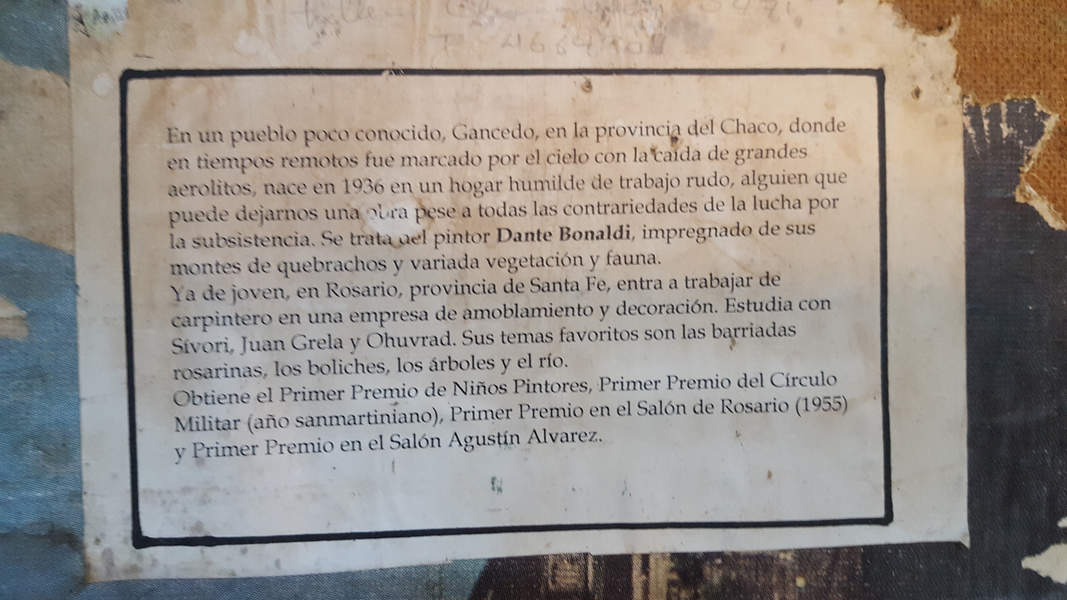 En un pueblo poco conocido, Gancedo, en la provincia del Chaco, donde
en tiempos remotos fue marcado por el cielo con la caída de grandes
aerolitos, nace en 1936 en un hogar humilde de trabajo rudo, alguien que
puede dejarnos una obra pese a todas las contrariedades de la lucha por
la subsistencia. Se trata del pintor Dante Bonaldi, impregnado de sus
montes de quebrachos y variada vegetación y fauna.
Ya de joven, en Rosario, provincia de Santa Fe, entra a trabajar de
carpintero en una empresa de amoblamiento y decoración. Estudia con
Sívori, Juan Grela y Ohuvrad. Sus temas favoritos son las barriadas
rosarinas, los boliches, los árboles y el río.
Obtiene el Primer Premio de Niños Pintores, Primer Premio del Círculo
Militar (año sanmartiniano), Primer Premio en el Salón de Rosario (1955)
y Primer Premio en el Salón Agustín Alvarez.